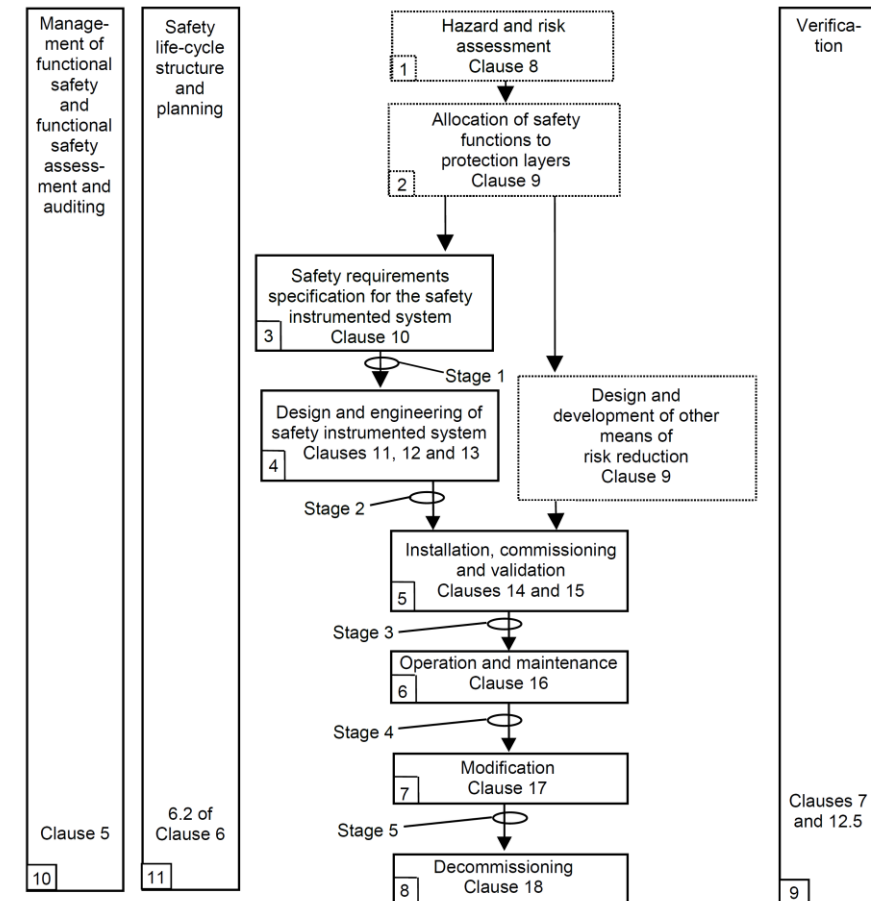 Manage-
ment of
functional
safety
and
functional
safety
assess-
ment and
auditing
Clause 5
10
Safety
life-cycle
structure
and
planning
6.2 of
Clause 6
11
Hazard and risk
assessment
Clause 8
1
Allocation of safety
functions to
protection layers
Clause 9
2
Safety requirements
specification for the safety
instrumented system
Clause 10
3
Stage 1
Design and engineering of
safety instrumented system
Clauses 11, 12 and 13
4
Design and
development of other
means of
risk reduction
Clause 9
Stage 2
Installation, commissioning
and validation
Clauses 14 and 15
5
Stage 3
Operation and maintenance
Clause 16
6
Stage 4
Modification
Clause 17
7
Stage 5
Decommissioning
Clause 18
8
Verifica-
tion
Clauses 7
and 12.5
9